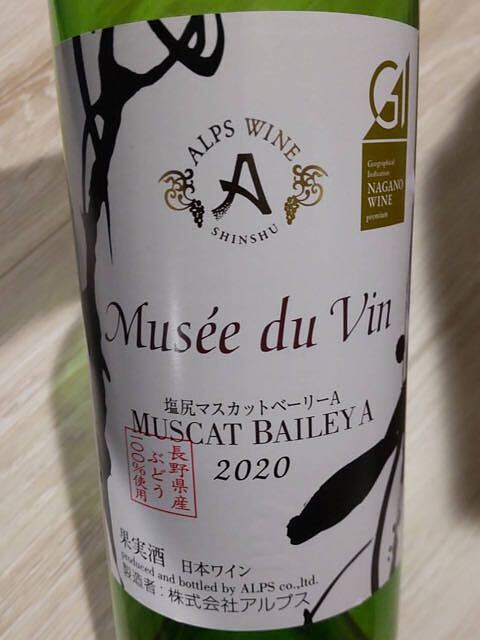 ALPS WINE
A
SHINSHU
GI
Geographical
Indication
NAGANO
WINE
premium
Musée du Vin
塩尻マスカットベーリーA
MUSCAT BAILEY A
2020
長野県産
ぶどう
100%使用
果実酒 日本ワイン
produced and bottled by ALPS co.,ltd.
製造者：株式会社アルプス